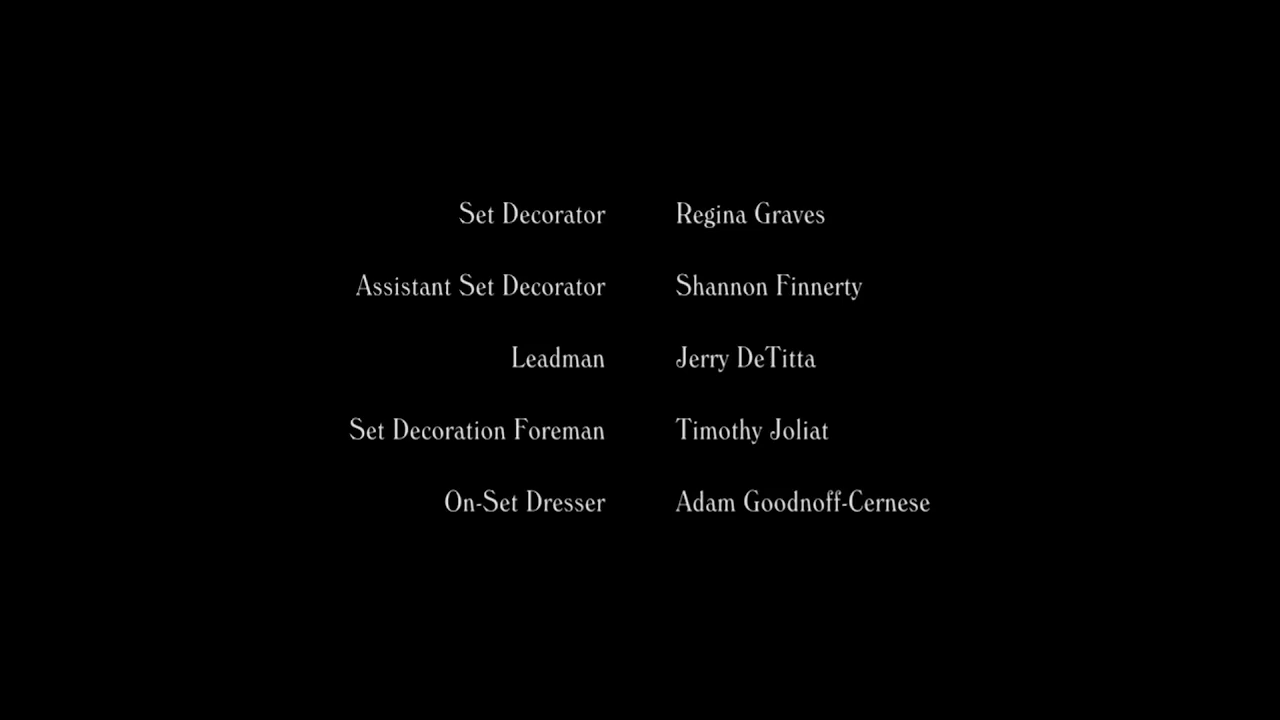 Set Decorator Regina Graves
Assistant Set Decorator Shannon Finnerty
Leadman Jerry DeTitta
Set Decoration Foreman Timothy Joliat
On-Set Dresser Adam Goodnoff-Cernese